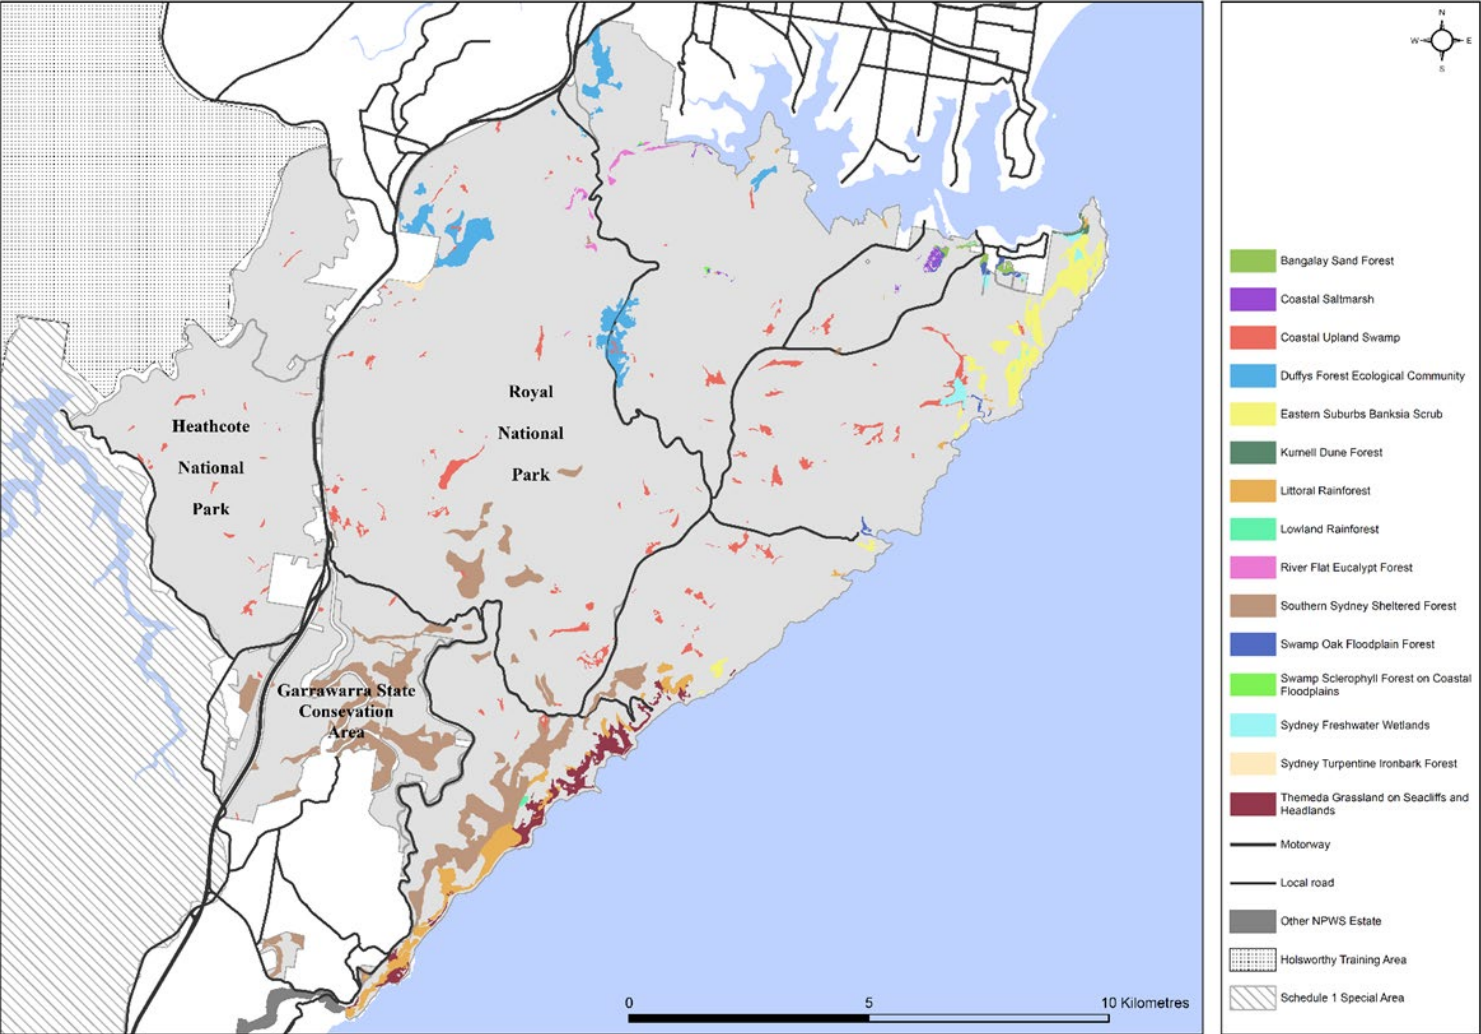 N
W E
S
Royal
National
Park
Heathcote
National
Park
Garrawarra State
Consevation
Area
0 5 10 Kilometres
Bangalay Sand Forest
Coastal Saltmarsh
Coastal Upland Swamp
Duffys Forest Ecological Community
Eastern Suburbs Banksia Scrub
Kurnell Dune Forest
Littoral Rainforest
Lowland Rainforest
River Flat Eucalypt Forest
Southern Sydney Sheltered Forest
Swamp Oak Floodplain Forest
Swamp Sclerophyll Forest on Coastal
Floodplains
Sydney Freshwater Wetlands
Sydney Turpentine Ironbark Forest
Themeda Grassland on Seacliffs and
Headlands
Motorway
Local road
Other NPWS Estate
Holsworthy Training Area
Schedule 1 Special Area